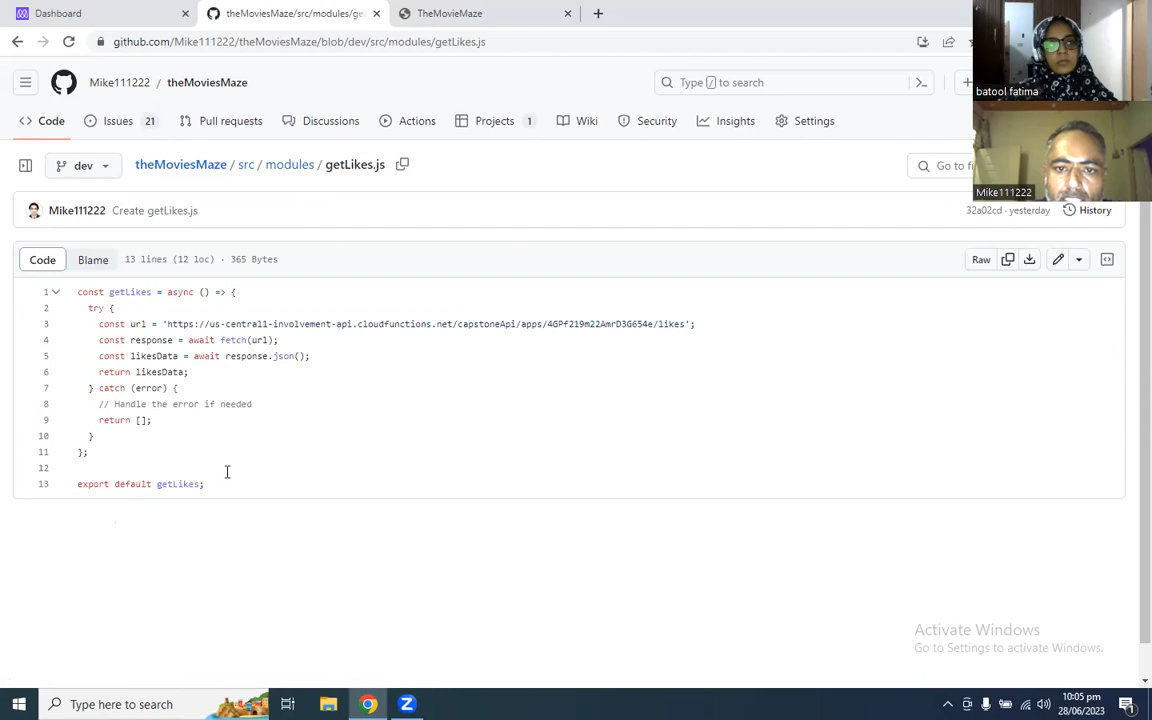 Dashboard
theMoviesMaze/src/modules/ge
TheMovieMaze
github.com/Mike111222/theMoviesMaze/blob/dev/src/modules/getLikes.js
Mike111222 / theMoviesMaze
Type / to search
Code
Issues 21
Pull requests
Discussions
Actions
Projects 1
Wiki
Security
Insights
Settings
batool fatima
Mike111222
dev
theMoviesMaze / src / modules / getLikes.js
Go to fi
Mike111222 Create getLikes.js
32a02cd · yesterday
History
Code
Blame
13 lines (12 loc) · 365 Bytes
Raw
1 const getLikes = async () => {
2 try {
3 const url = 'https://us-central1-involvement-api.cloudfunctions.net/capstoneApi/apps/4GPf219m22AmrD3G654e/likes';
4 const response = await fetch(url);
5 const likesData = await response.json();
6 return likesData;
7 } catch (error) {
8 // Handle the error if needed
9 return [];
10 }
11 };
12
13 export default getLikes;
Activate Windows
Go to Settings to activate Windows.
Type here to search
10:05 pm
28/06/2023
1